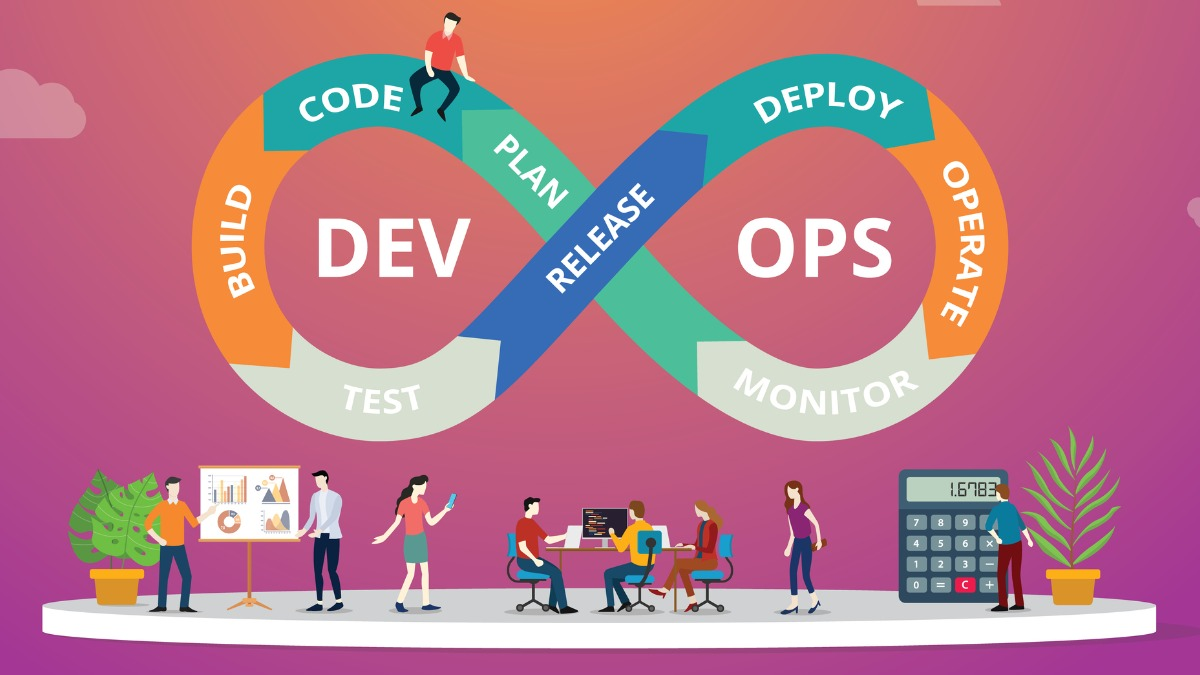 CODE
PLAN
BUILD
DEV
TEST
RELEASE
DEPLOY
OPERATE
OPS
MONITOR
1.6783
7 8 9
4 5 6 ×
1 2 3 −
0 = C +